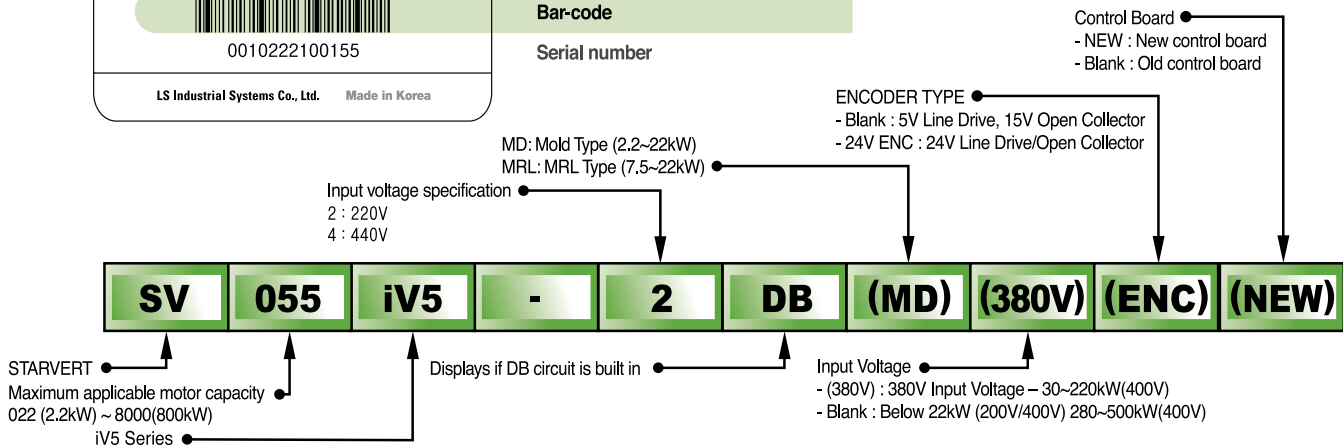 Bar-code
0010222100155
Serial number
LS Industrial Systems Co., Ltd. Made in Korea
Control Board
- NEW : New control board
- Blank : Old control board
ENCODER TYPE
- Blank : 5V Line Drive, 15V Open Collector
- 24V ENC : 24V Line Drive/Open Collector
MD: Mold Type (2.2~22kW)
MRL: MRL Type (7.5~22kW)
Input voltage specification
2 : 220V
4 : 440V
SV 055 iV5 - 2 DB (MD) (380V) (ENC) (NEW)
STARVERT
Maximum applicable motor capacity
022 (2.2kW) ~ 8000(800kW)
iV5 Series
Displays if DB circuit is built in
Input Voltage
- (380V) : 380V Input Voltage – 30~220kW(400V)
- Blank : Below 22kW (200V/400V) 280~500kW(400V)